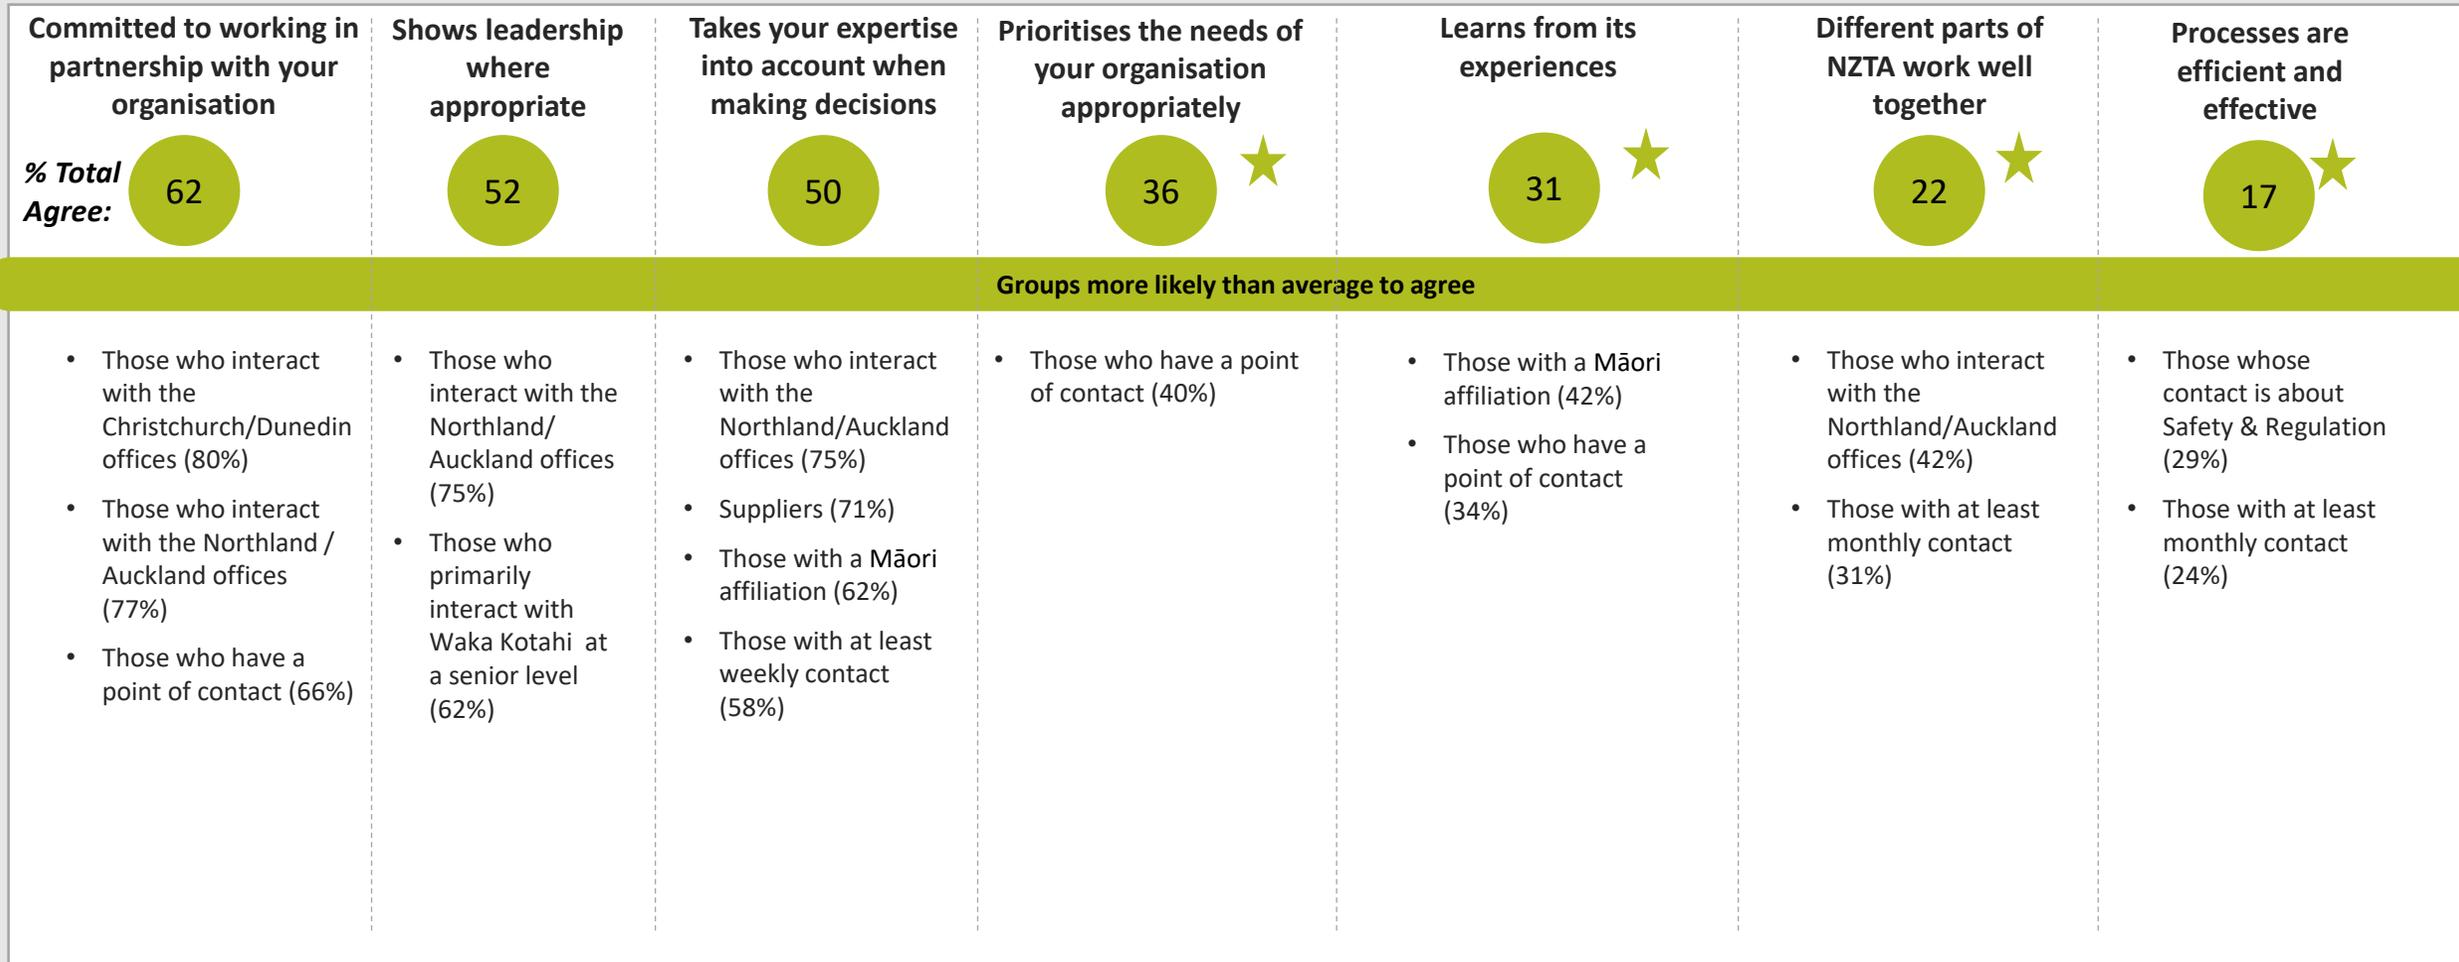 Committed to working in
partnership with your
organisation
Shows leadership
where
appropriate
Takes your expertise
into account when
making decisions
Prioritises the needs of
your organisation
appropriately
Learns from its
experiences
Different parts of
NZTA work well
together
Processes are
efficient and
effective
% Total
Agree:
62
52
50
36
31
22
17
Groups more likely than average to agree
• Those who interact
with the
Christchurch/Dunedin
offices (80%)
• Those who interact
with the Northland /
Auckland offices
(77%)
• Those who have a
point of contact (66%)
• Those who
interact with the
Northland/
Auckland offices
(75%)
• Those who
primarily
interact with
Waka Kotahi  at
a senior level
(62%)
• Those who interact
with the
Northland/Auckland
offices (75%)
• Suppliers (71%)
• Those with a Māori
affiliation (62%)
• Those with at least
weekly contact
(58%)
• Those who have a point
of contact (40%)
• Those with a Māori
affiliation (42%)
• Those who have a
point of contact
(34%)
• Those who interact
with the
Northland/Auckland
offices (42%)
• Those with at least
monthly contact
(31%)
• Those whose
contact is about
Safety & Regulation
(29%)
• Those with at least
monthly contact
(24%)